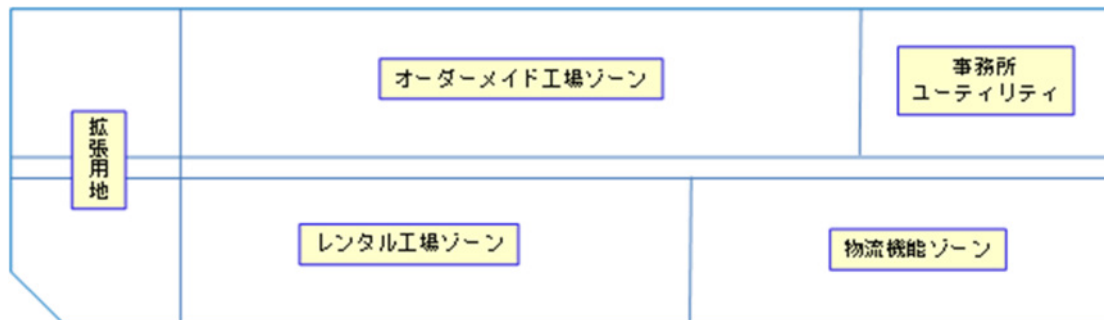 オーダーメイド工場ゾーン
事務所
ユーティリティ
拡張用地
レンタル工場ゾーン
物流機能ゾーン